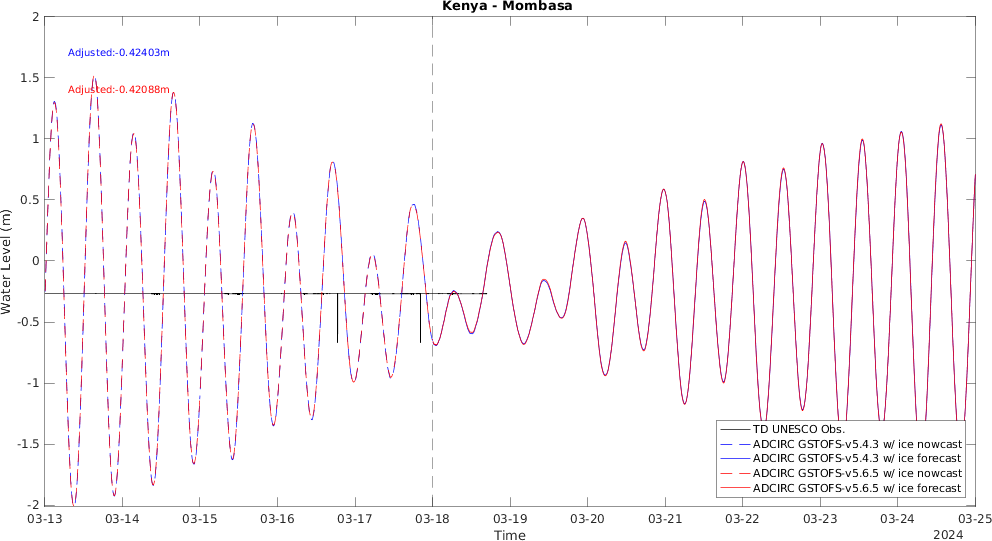 Kenya - Mombasa
2
1.5
1
0.5
0
-0.5
-1
-1.5
-2
Water Level (m)
Adjusted:-0.42403m
Adjusted:-0.42088m
TD UNESCO Obs.
ADCIRC GSTOFS-v5.4.3 w/ ice nowcast
ADCIRC GSTOFS-v5.4.3 w/ ice forecast
ADCIRC GSTOFS-v5.6.5 w/ ice nowcast
ADCIRC GSTOFS-v5.6.5 w/ ice forecast
03-13 03-14 03-15 03-16 03-17 03-18 03-19 03-20 03-21 03-22 03-23 03-24 03-25
Time
2024